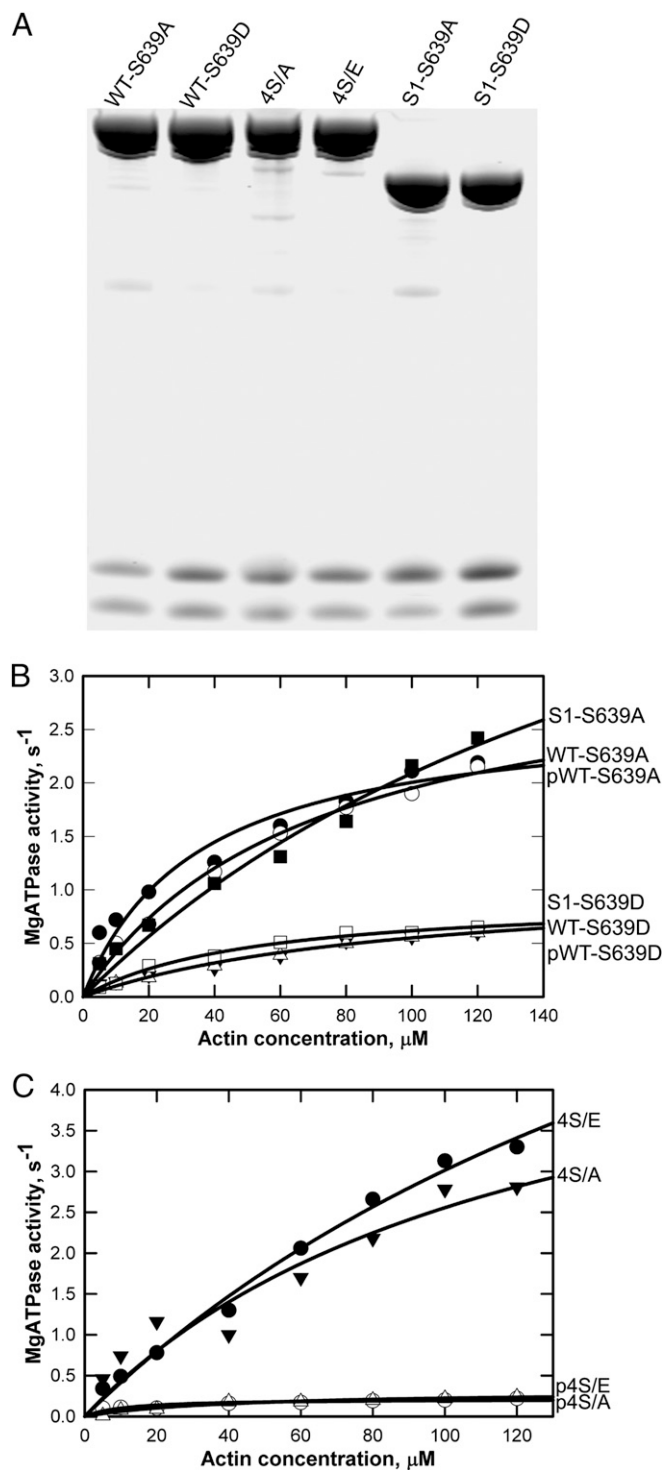 A
WT-S639A
WT-S639D
4S/A
4S/E
S1-S639A
S1-S639D
B
3.0
2.5
2.0
1.5
1.0
0.5
0.0
MgATPase activity, s-1
0 20 40 60 80 100 120 140
Actin concentration, μM
S1-S639A
WT-S639A
pWT-S639A
S1-S639D
WT-S639D
pWT-S639D
C
4.0
3.5
3.0
2.5
2.0
1.5
1.0
0.5
0.0
MgATPase activity, s-1
0 20 40 60 80 100 120
Actin concentration, μM
4S/E
4S/A
p4S/E
p4S/A